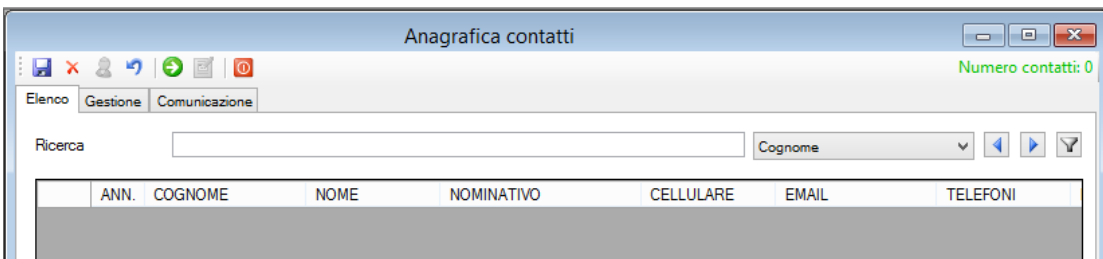 Anagrafica contatti
Numero contatti: 0
Elenco Gestione Comunicazione
Ricerca Cognome
ANN. COGNOME NOME NOMINATIVO CELLULARE EMAIL TELEFONI